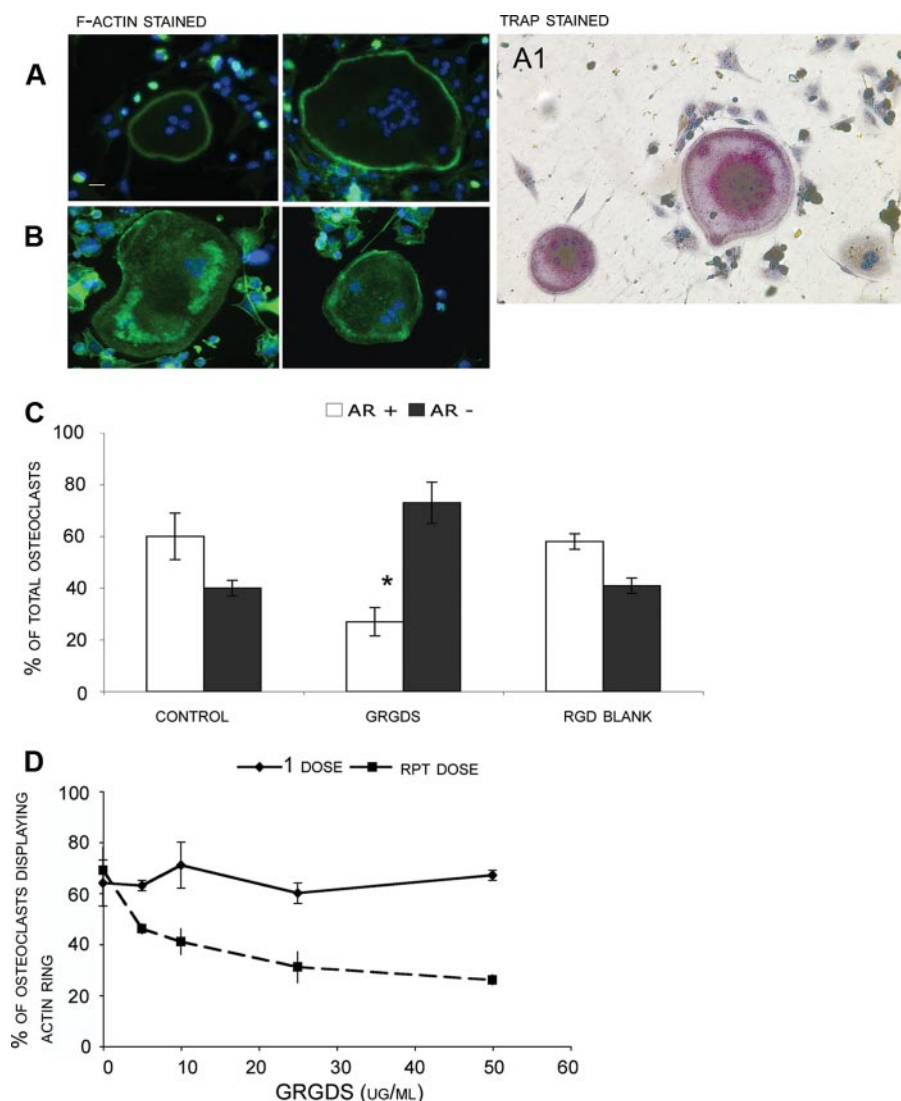 F-ACTIN STAINED
TRAP STAINED
A
A1
B
C
AR + AR -
100
80
60
40
20
0
% OF TOTAL OSTEOCLASTS
*
CONTROL GRGDS RGD BLANK
D
1 DOSE RPT DOSE
100
80
60
40
20
0
% OF OSTEOCLASTS DISPLAYING
ACTIN RING
0 10 20 30 40 50 60
GRGDS (UG/ML)